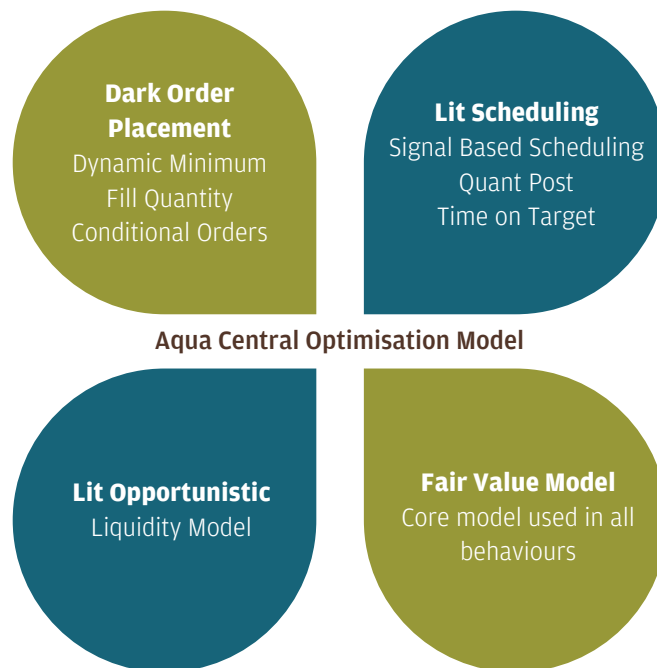 Dark Order
Placement
Dynamic Minimum
Fill Quantity
Conditional Orders
Lit Scheduling
Signal Based Scheduling
Quant Post
Time on Target
Aqua Central Optimisation Model
Lit Opportunistic
Liquidity Model
Fair Value Model
Core model used in all
behaviours